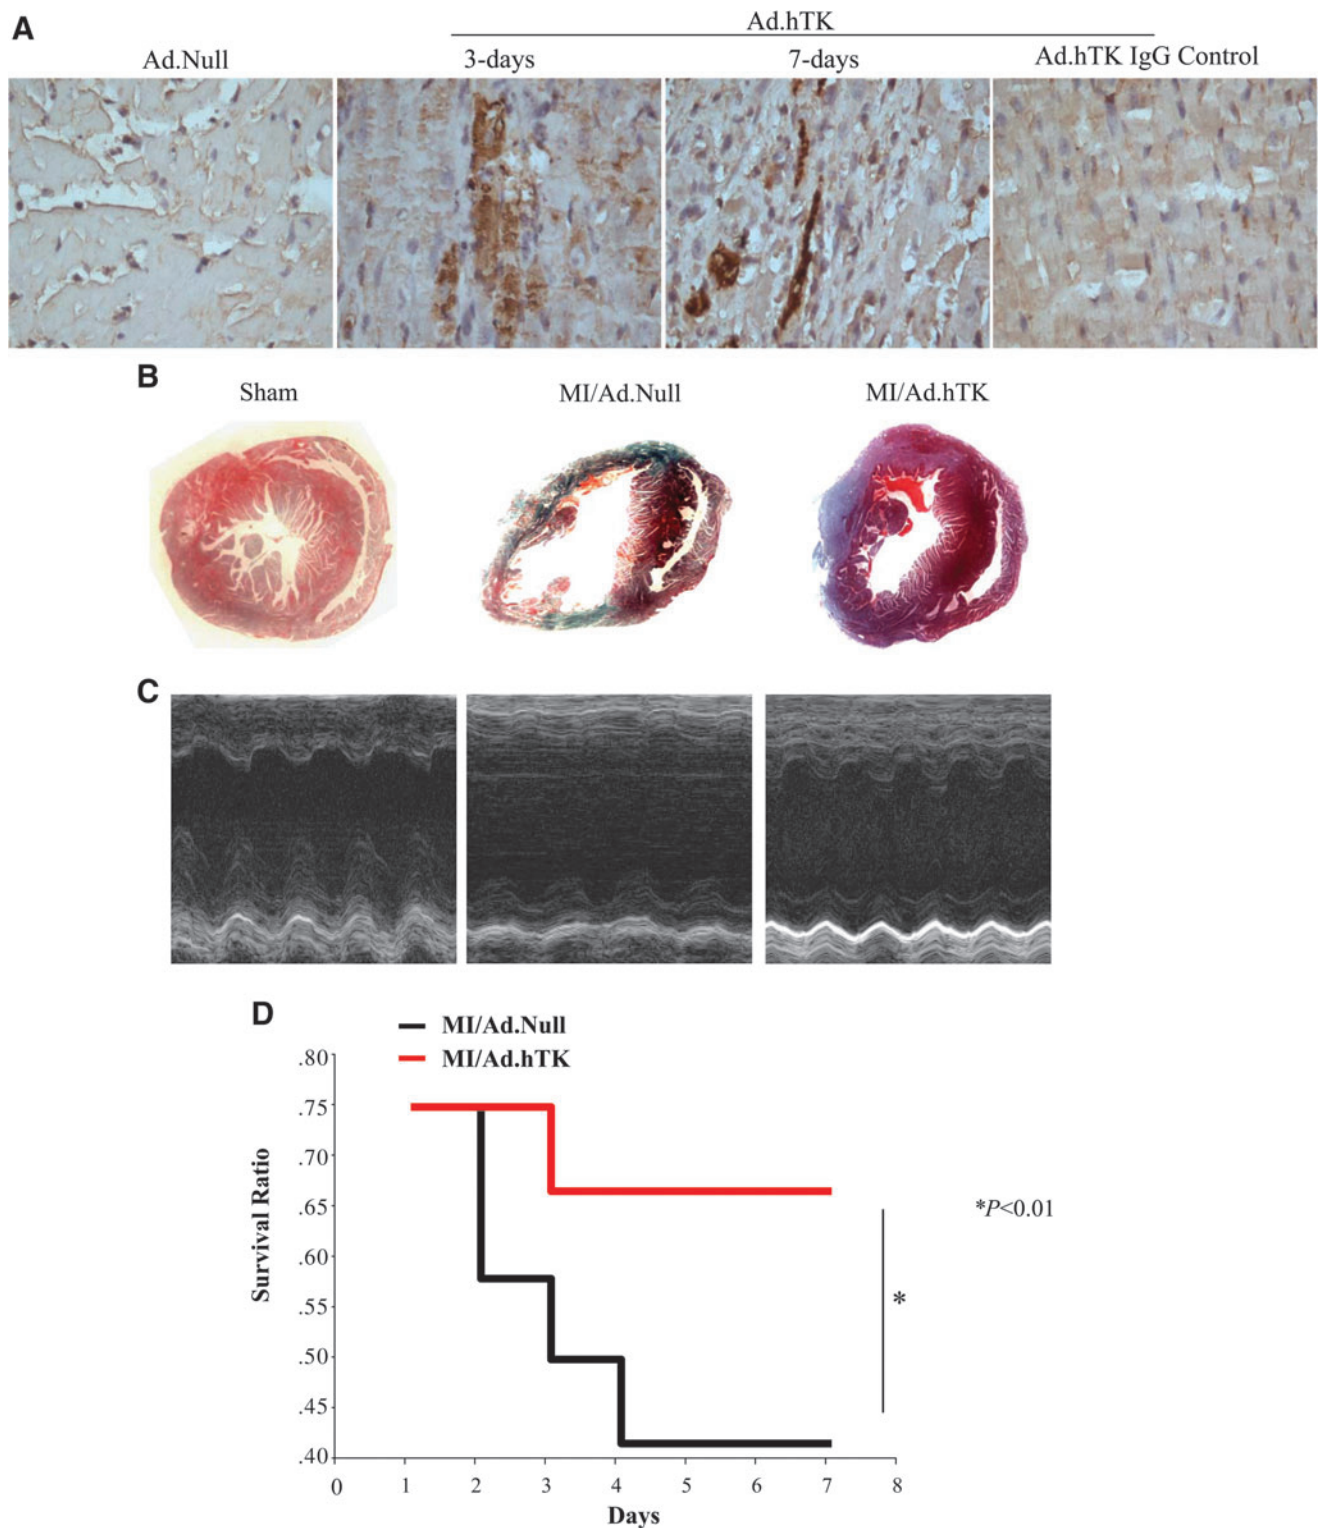 A
Ad.hTK
Ad.Null 3-days 7-days Ad.hTK IgG Control
B
Sham MI/Ad.Null MI/Ad.hTK
C
D
MI/Ad.Null
MI/Ad.hTK
.80
.75
.70
.65
.60
.55
.50
.45
.40
Survival Ratio
*P<0.01
*
0 1 2 3 4 5 6 7 8
Days